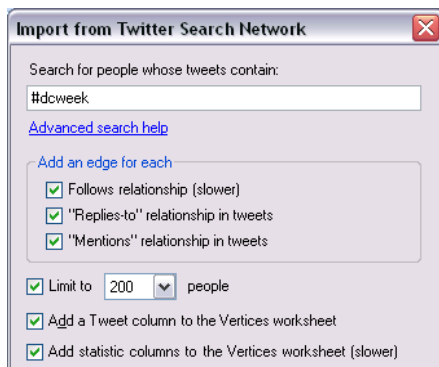 Import from Twitter Search Network
Search for people whose tweets contain:
#dcweek
Advanced search help
Add an edge for each
Follows relationship (slower)
"Replies-to" relationship in tweets
"Mentions" relationship in tweets
Limit to 200 people
Add a Tweet column to the Vertices worksheet
Add statistic columns to the Vertices worksheet (slower)